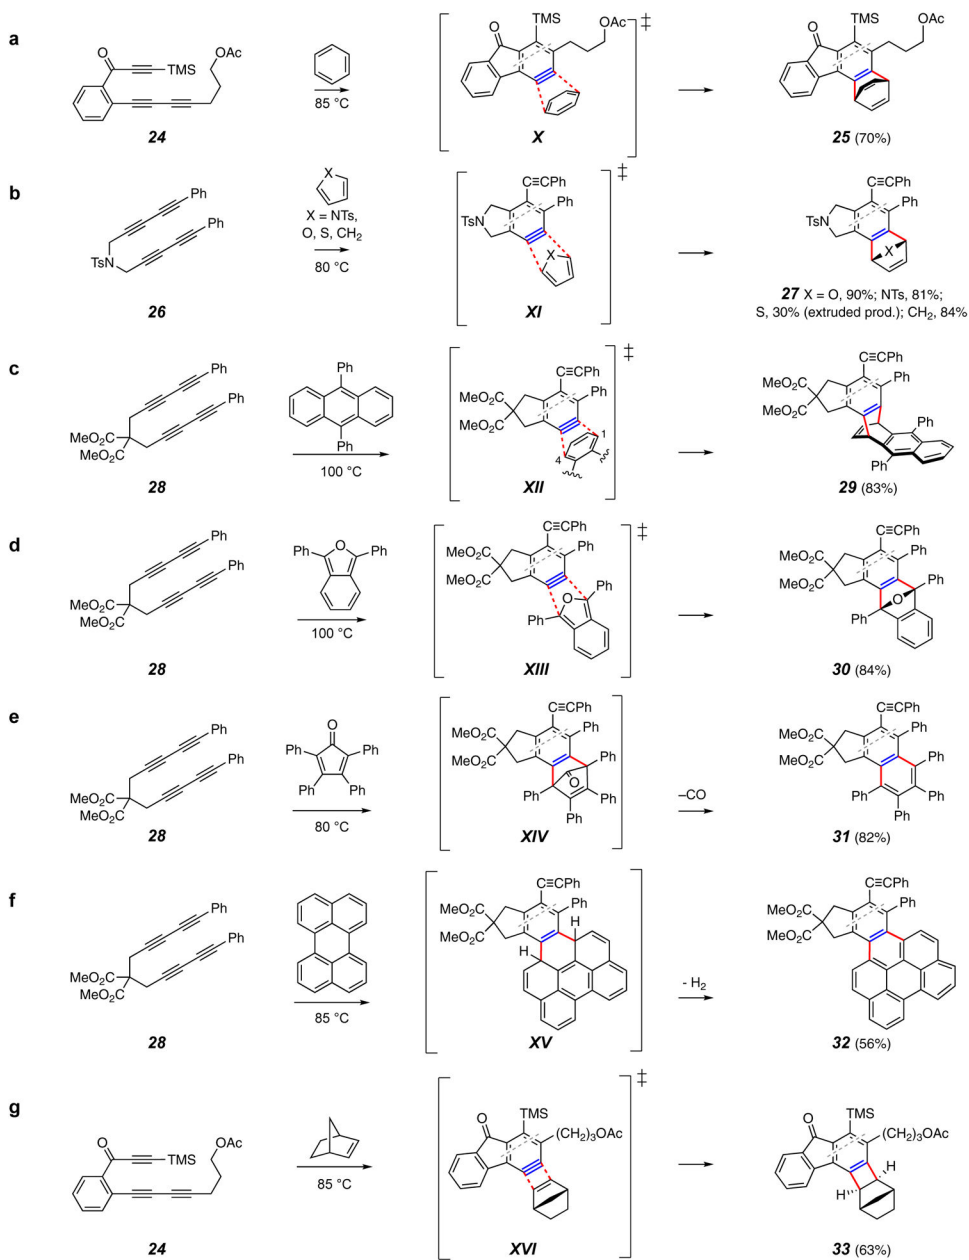 a
O
TMS
OAc
24
85 °C
O
TMS
OAc
X
‡
O
TMS
OAc
25 (70%)
b
Ph
Ph
TsN
26
X
X = NTs,
O, S, CH2
80 °C
C≡CPh
Ph
TsN
X
XI
‡
C≡CPh
Ph
TsN
X
27 X = O, 90%; NTs, 81%;
S, 30% (extruded prod.); CH2, 84%
c
Ph
Ph
MeO2C
MeO2C
28
Ph
Ph
100 °C
C≡CPh
Ph
MeO2C
MeO2C
1
4
XII
‡
C≡CPh
Ph
MeO2C
MeO2C
Ph
Ph
29 (83%)
d
Ph
Ph
MeO2C
MeO2C
28
Ph
O
Ph
100 °C
C≡CPh
Ph
MeO2C
MeO2C
Ph
O
Ph
XIII
‡
C≡CPh
Ph
MeO2C
MeO2C
Ph
O
Ph
30 (84%)
e
Ph
Ph
MeO2C
MeO2C
28
O
Ph
Ph
Ph
Ph
80 °C
C≡CPh
Ph
MeO2C
MeO2C
Ph
O
Ph
Ph
Ph
XIV
–CO
C≡CPh
Ph
MeO2C
MeO2C
Ph
Ph
Ph
Ph
31 (82%)
f
Ph
Ph
MeO2C
MeO2C
28
85 °C
C≡CPh
Ph
MeO2C
MeO2C
H
H
XV
- H2
C≡CPh
Ph
MeO2C
MeO2C
32 (56%)
g
O
TMS
OAc
24
85 °C
O
TMS
(CH2)3OAc
XVI
‡
O
TMS
(CH2)3OAc
H
H
33 (63%)